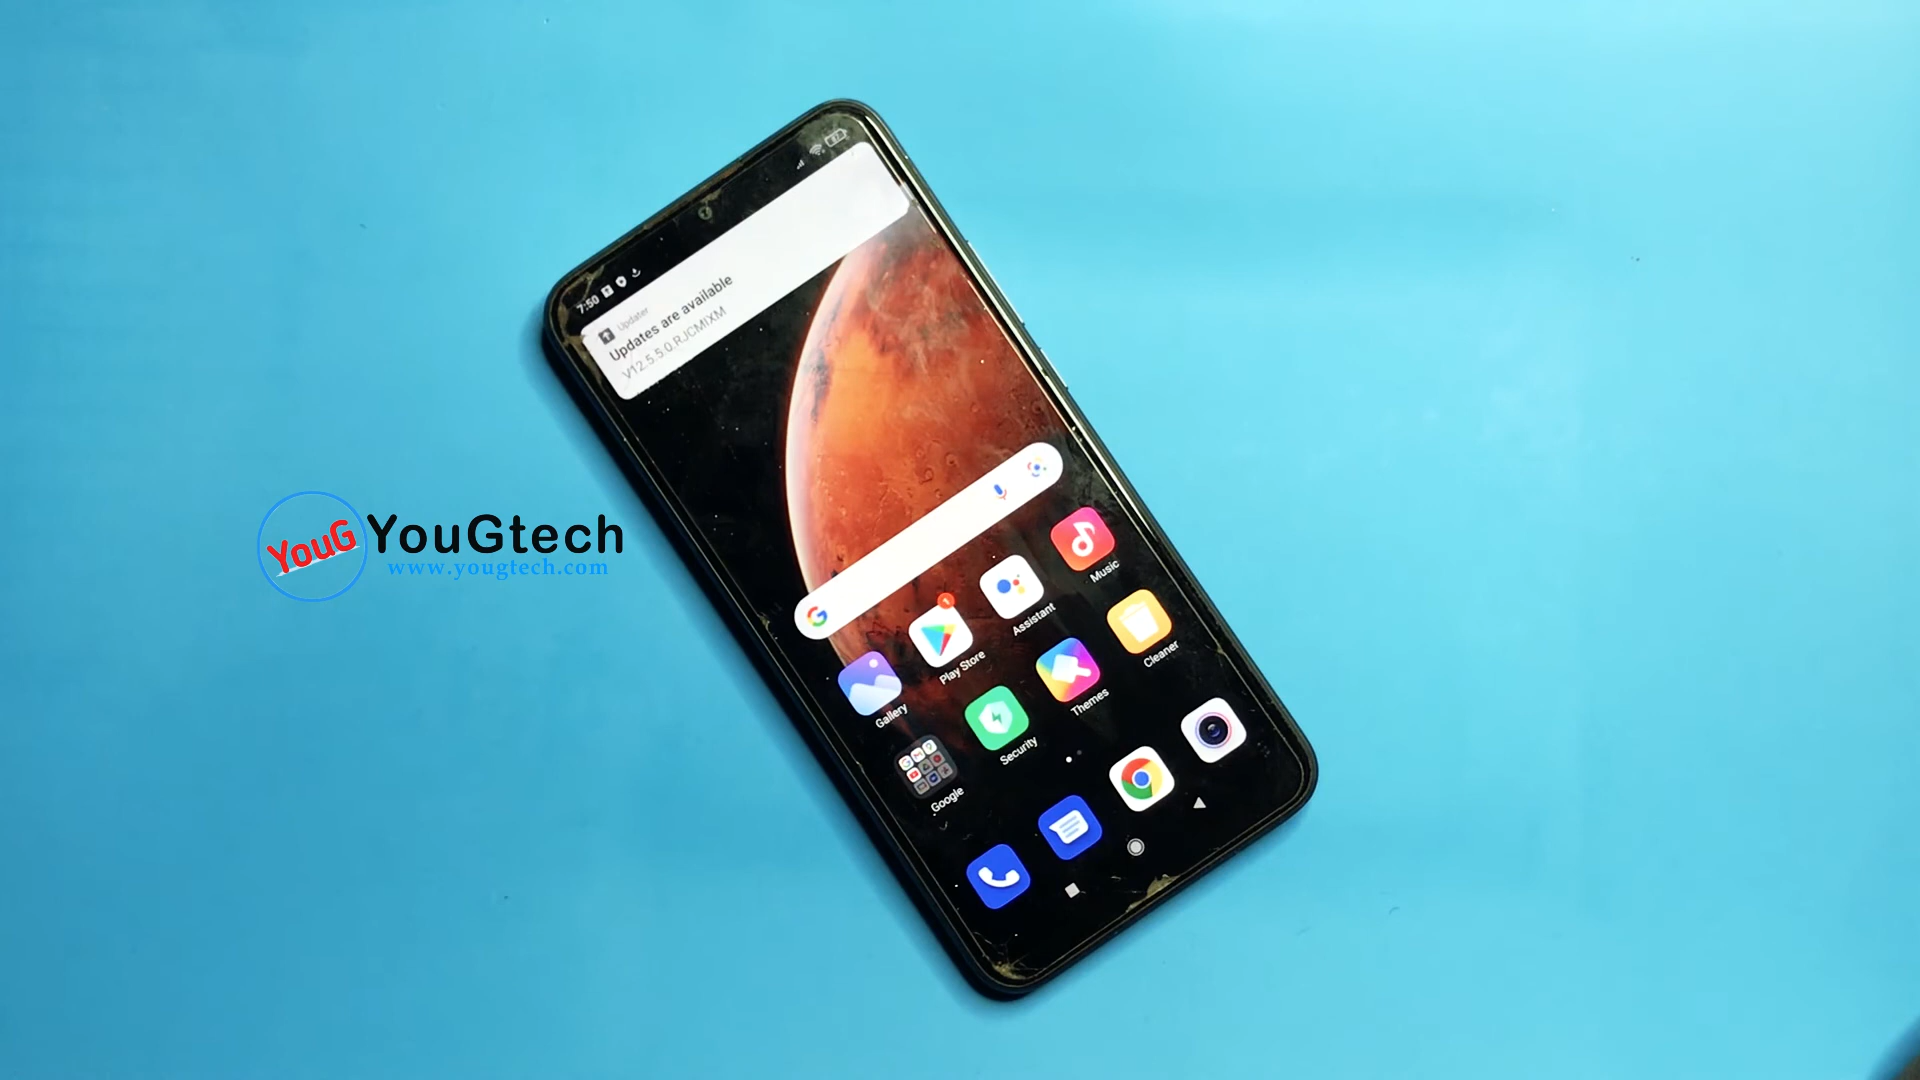 7:50
Updater
Updates are available
V12.5.5.0.RJCMIXM
Gallery
Play Store
1
Assistant
Music
Google
Security
Themes
Cleaner
YouG
YouGtech
www.yougtech.com